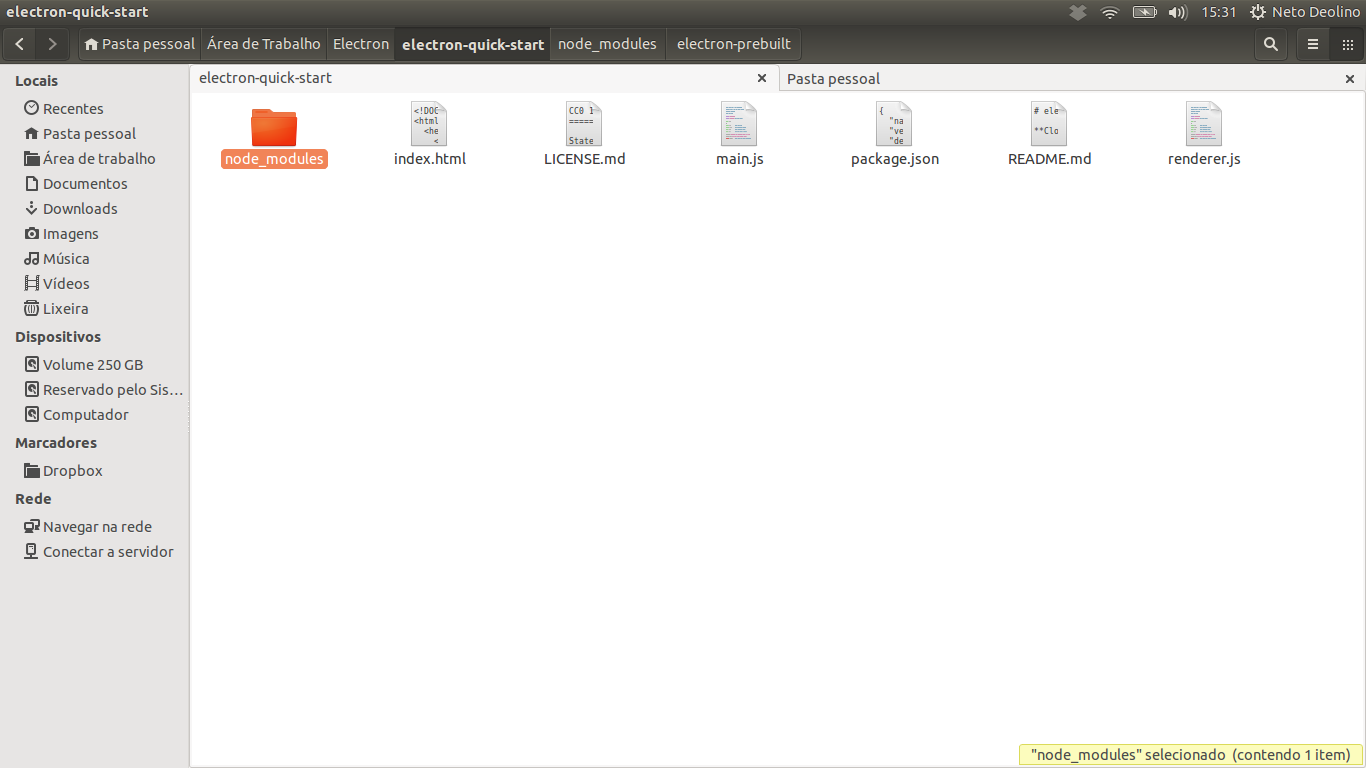 electron-quick-start
15:31
Neto Deolino
Pasta pessoal
Área de Trabalho
Electron
electron-quick-start
node_modules
electron-prebuilt
Locais
Recentes
Pasta pessoal
Área de trabalho
Documentos
Downloads
Imagens
Música
Vídeos
Lixeira
Dispositivos
Volume 250 GB
Reservado pelo Sis…
Computador
Marcadores
Dropbox
Rede
Navegar na rede
Conectar a servidor
electron-quick-start
Pasta pessoal
node_modules
<!DOC
<html
<he
<
index.html
CC0 1
=====
State
LICENSE.md
main.js
{
"na
"ve
"de
package.json
# ele
**Clo
README.md
renderer.js
"node_modules" selecionado (contendo 1 item)